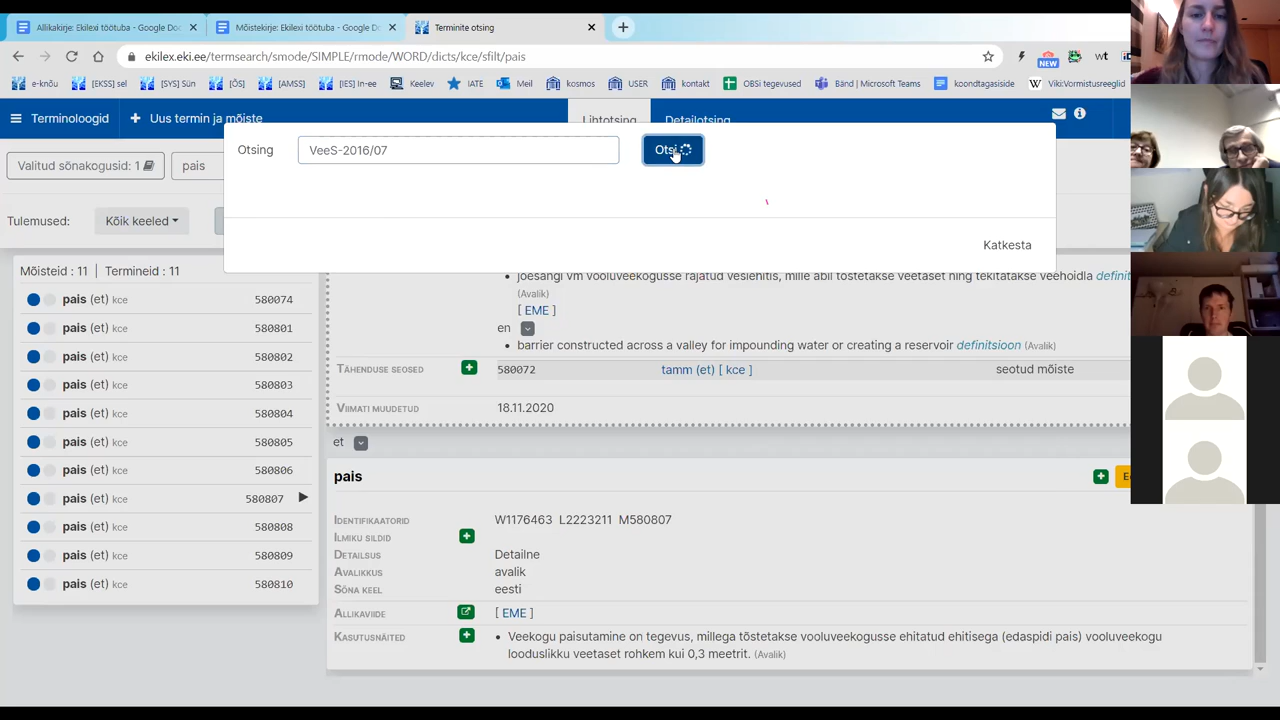 Allikakirje: Ekilexi töötuba - Google Do
Mõistekirje: Ekilexi töötuba - Google Do
Terminite otsing
ekilex.eki.ee/termsearch/smode/SIMPLE/rmode/WORD/dicts/kce/sfilt/pais
NEW
wt
e-knõu
[EKSS] sel
[SYS] Sün
[ÕS]
[AMSS]
[IES] In-ee
Keelev
IATE
Meil
kosmos
USER
kontakt
OBSi tegevused
Bänd | Microsoft Teams
koondtagasiside
Viki:Vormistusreeglid
Terminoloogid
Uus termin ja mõiste
Lihtotsing
Detailotsing
Otsing
VeeS-2016/07
Otsi
Valitud sõnakogusid: 1
pais
Katkesta
Tulemused:
Kõik keeled
Mõisteid : 11 | Termineid : 11
pais (et) kce 580074
pais (et) kce 580801
pais (et) kce 580802
pais (et) kce 580803
pais (et) kce 580804
pais (et) kce 580805
pais (et) kce 580806
pais (et) kce 580807
pais (et) kce 580808
pais (et) kce 580809
pais (et) kce 580810
jõesängi vm vooluveekogusse rajatud vesiehitis, mille abil tõstetakse veetaset ning tekitatakse veehoidla definit
(Avalik)
[ EME ]
en
barrier constructed across a valley for impounding water or creating a reservoir definitsioon (Avalik)
TÄHENDUSE SEOSED
580072 tamm (et) [ kce ] seotud mõiste
VIIMATI MUUDETUD 18.11.2020
et
pais
IDENTIFIKAATORID W1176463 L2223211 M580807
ILMIKU SILDID
DETAILSUS Detailne
AVALIKKUS avalik
SÕNA KEEL eesti
ALLIKAVIIDE [ EME ]
KASUTUSNÄITED
Veekogu paisutamine on tegevus, millega tõstetakse vooluveekogusse ehitatud ehitisega (edaspidi pais) vooluveekogu
looduslikku veetaset rohkem kui 0,3 meetrit. (Avalik)